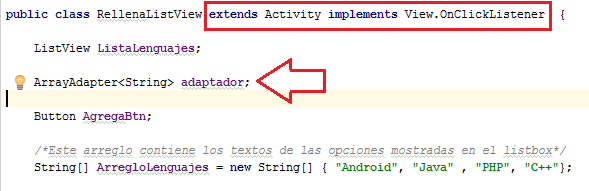 public class RellenaListView extends Activity implements View.OnClickListener {
ListView ListaLenguajes;
ArrayAdapter<String> adaptador;
Button AgregaBtn;
/*Este arreglo contiene los textos de las opciones mostradas en el listbox*/
String[] ArregloLenguajes = new String[] { "Android", "Java" , "PHP", "C++"};